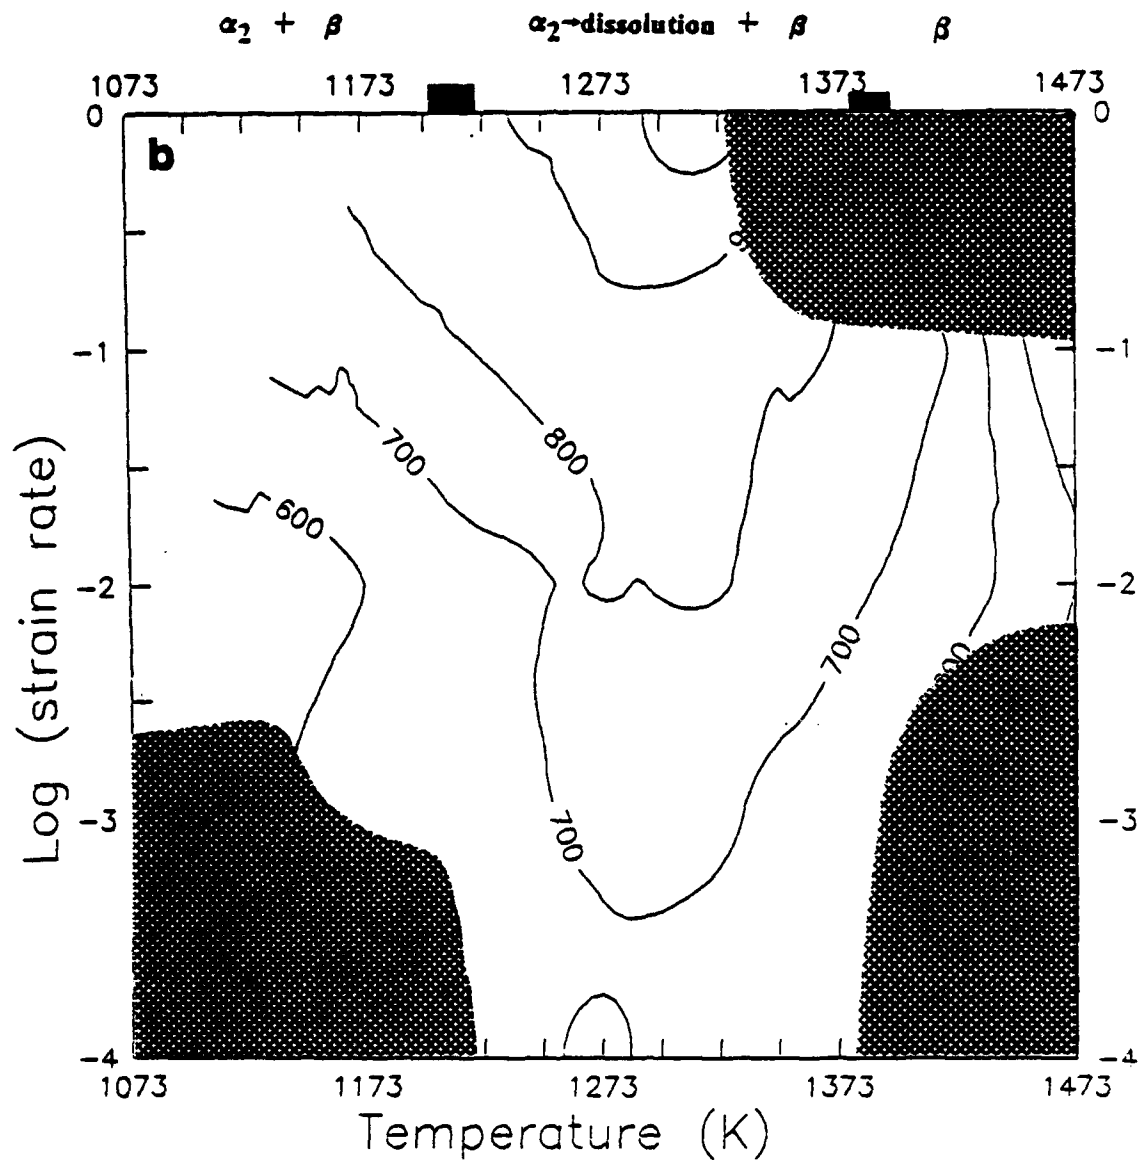 α2 + β α2→dissolution + β β
1073 1173 1273 1373 1473
0 0
b
-1 -1
800
700
600
-2 -2
700
-3 -3
700
-4 -4
1073 1173 1273 1373 1473
Log (strain rate)
Temperature (K)